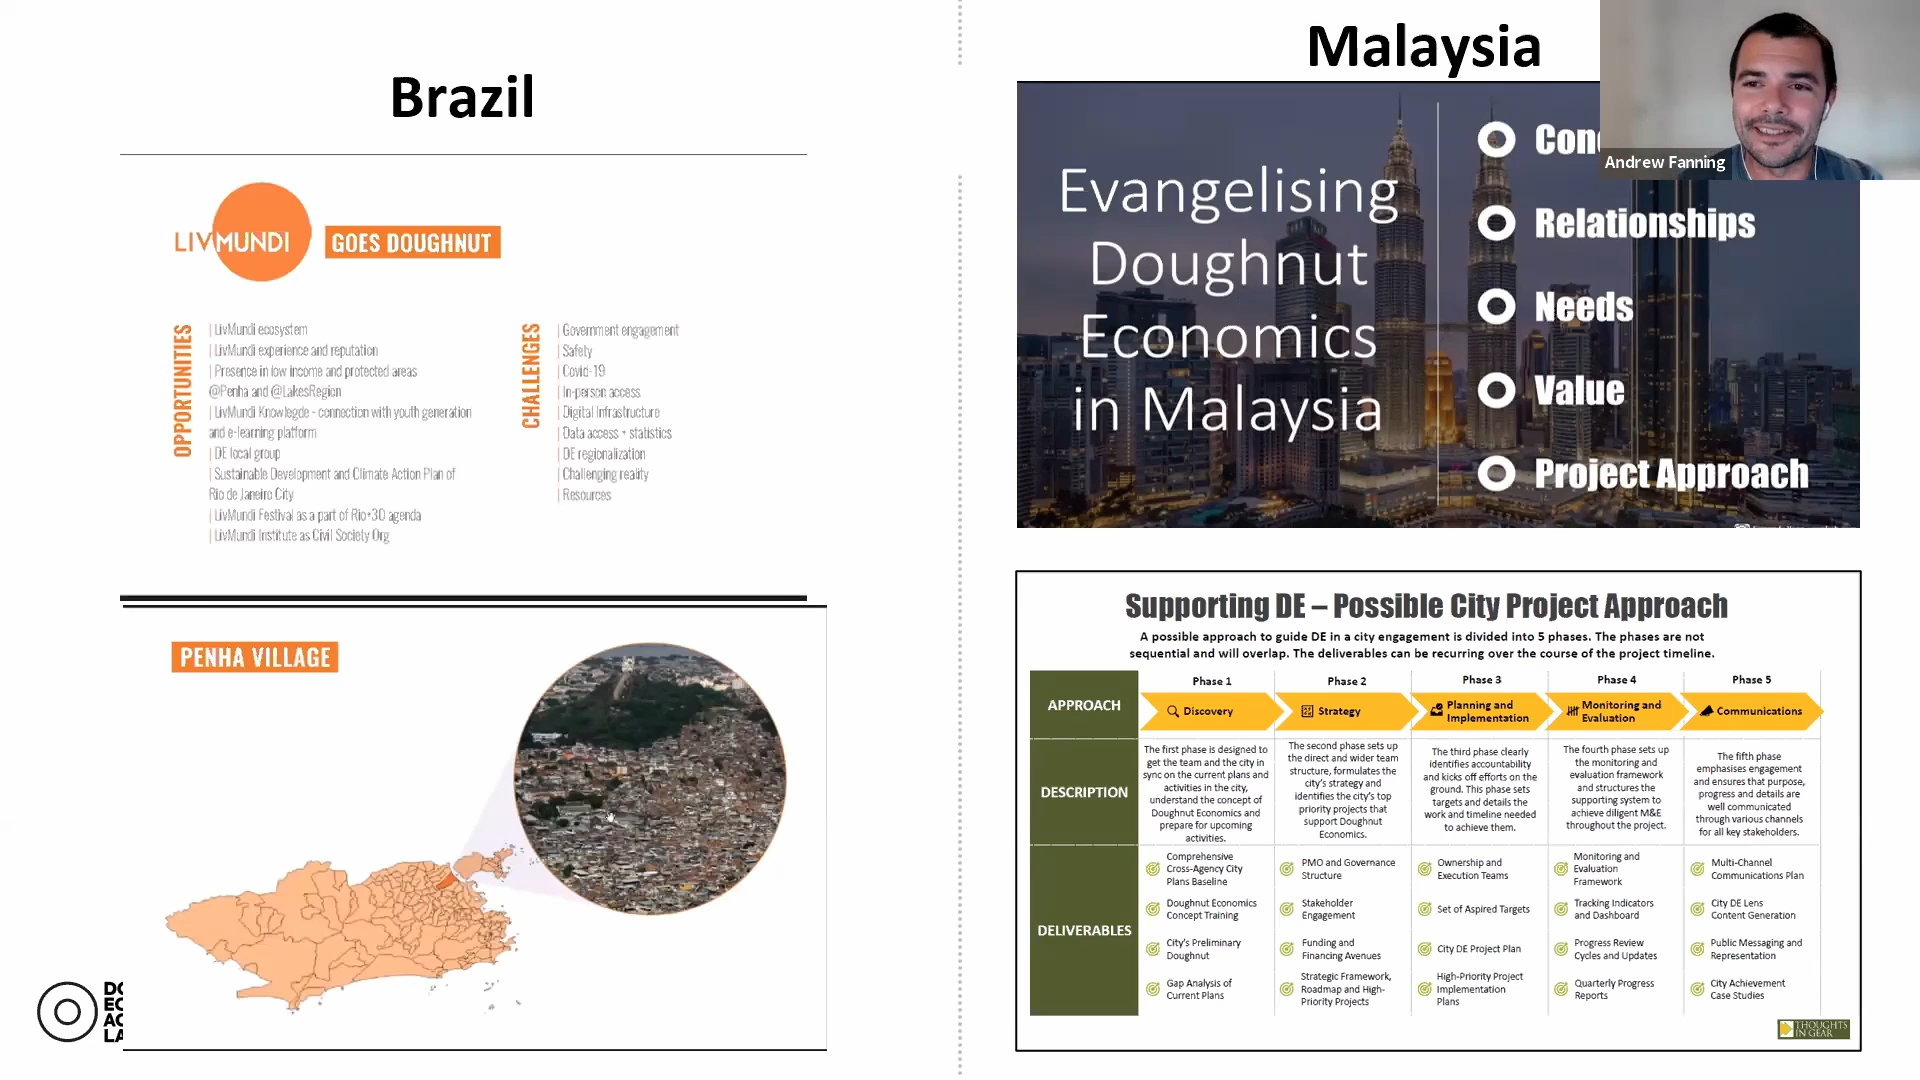 Brazil
LIVMUNDI
GOES DOUGHNUT
OPPORTUNITIES
| LivMundi ecosystem
| LivMundi experience and reputation
| Presence in low income and protected areas
@Penha and @LakesRegion
| LivMundi Knowlegde - connection with youth generation
and e-learning platform
| DE local group
| Sustainable Development and Climate Action Plan of
Rio de Janeiro City
| LivMundi Festival as a part of Rio+30 agenda
| LivMundi Institute as Civil Society Org
CHALLENGES
| Government engagement
| Safety
| Covid-19
| In-person access
| Digital Infrastructure
| Data access + statistics
| DE regionalization
| Challenging reality
| Resources
PENHA VILLAGE
Malaysia
Evangelising
Doughnut
Economics
in Malaysia
Relationships
Needs
Value
Project Approach
Andrew Fanning
Supporting DE – Possible City Project Approach
A possible approach to guide DE in a city engagement is divided into 5 phases. The phases are not
sequential and will overlap. The deliverables can be recurring over the course of the project timeline.
Phase 1
Phase 2
Phase 3
Phase 4
Phase 5
APPROACH
Discovery
Strategy
Planning and
Implementation
Monitoring and
Evaluation
Communications
DESCRIPTION
The first phase is designed to
get the team and the city in
sync on the current plans and
activities in the city,
understand the concept of
Doughnut Economics and
prepare for upcoming
activities.
The second phase sets up
the direct and wider team
structure, formulates the
city's strategy and
identifies the city's top
priority projects that
support Doughnut
Economics.
The third phase clearly
identifies accountability
and kicks off efforts on the
ground. This phase sets
targets and details the
work and timeline needed
to achieve them.
The fourth phase sets up
the monitoring and
evaluation framework
and structures the
supporting system to
achieve diligent M&E
throughout the project.
The fifth phase
emphasises engagement
and ensures that purpose,
progress and details are
well communicated
through various channels
for all key stakeholders.
DELIVERABLES
Comprehensive
Cross-Agency City
Plans Baseline
Doughnut Economics
Concept Training
City's Preliminary
Doughnut
Gap Analysis of
Current Plans
PMO and Governance
Structure
Stakeholder
Engagement
Funding and
Financing Avenues
Strategic Framework,
Roadmap and High-
Priority Projects
Ownership and
Execution Teams
Set of Aspired Targets
City DE Project Plan
High-Priority Project
Implementation
Plans
Monitoring and
Evaluation
Framework
Tracking Indicators
and Dashboard
Progress Review
Cycles and Updates
Quarterly Progress
Reports
Multi-Channel
Communications Plan
City DE Lens
Content Generation
Public Messaging and
Representation
City Achievement
Case Studies
THOUGHTS
IN GEAR